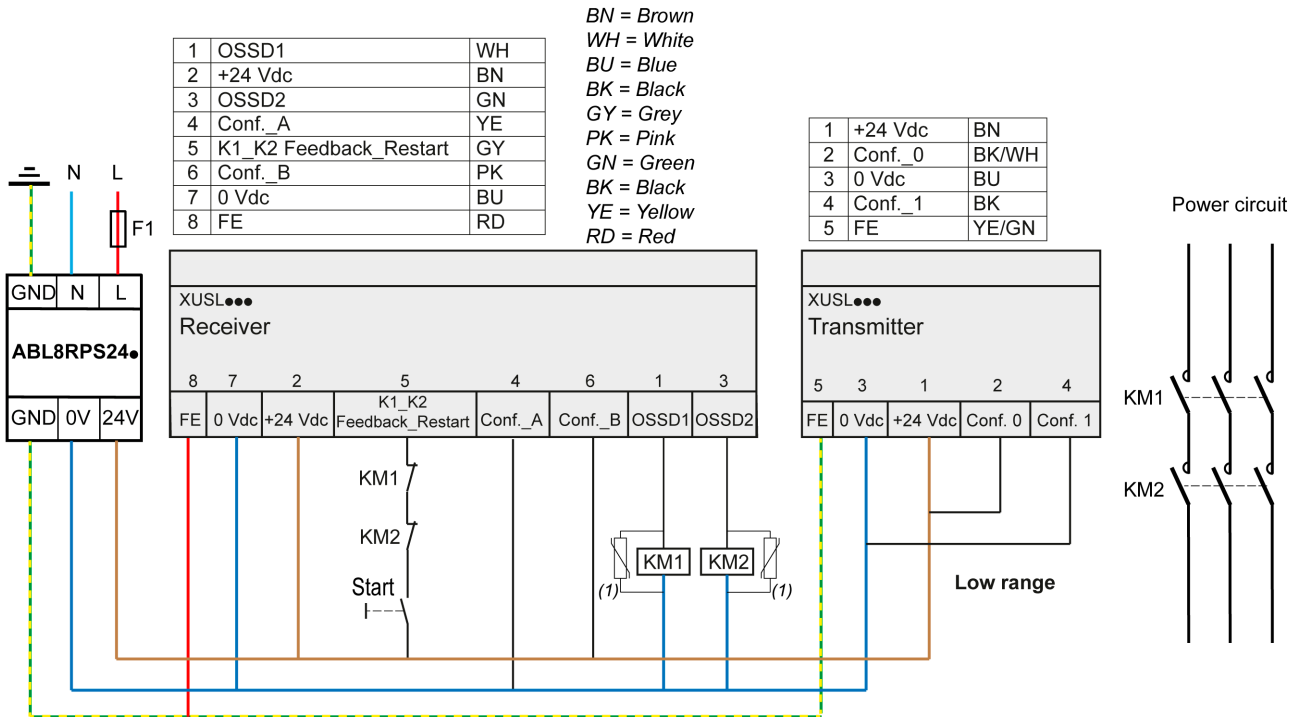 BN = Brown
WH = White
BU = Blue
BK = Black
GY = Grey
PK = Pink
GN = Green
BK = Black
YE = Yellow
RD = Red
1 OSSD1 WH
2 +24 Vdc BN
3 OSSD2 GN
4 Conf._A YE
5 K1_K2 Feedback_Restart GY
6 Conf._B PK
7 0 Vdc BU
8 FE RD
1 +24 Vdc BN
2 Conf._0 BK/WH
3 0 Vdc BU
4 Conf._1 BK
5 FE YE/GN
N L
F1
GND N L
ABL8RPS24●
GND 0V 24V
XUSL●●●
Receiver
8 7 2 5 4 6 1 3
FE 0 Vdc +24 Vdc K1_K2 Feedback_Restart Conf._A Conf._B OSSD1 OSSD2
XUSL●●●
Transmitter
5 3 1 2 4
FE 0 Vdc +24 Vdc Conf. 0 Conf. 1
KM1
KM2
Start
(1) KM1 KM2 (1)
Low range
Power circuit
KM1
KM2